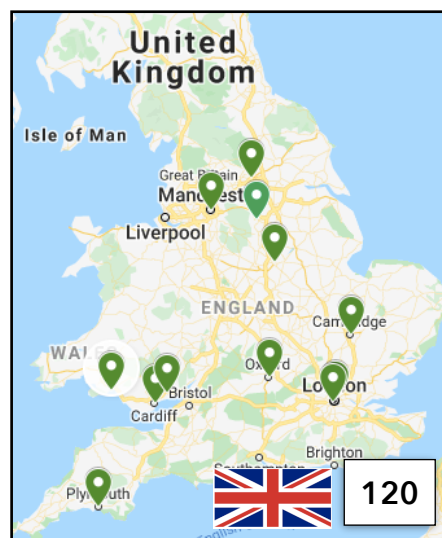 United
Kingdom
Isle of Man
Great Britain
Manchest
Liverpool
ENGLAND
Cambridge
WALES
Oxford
London
Bristol
Cardiff
Brighton
Southampton
Plymouth
120